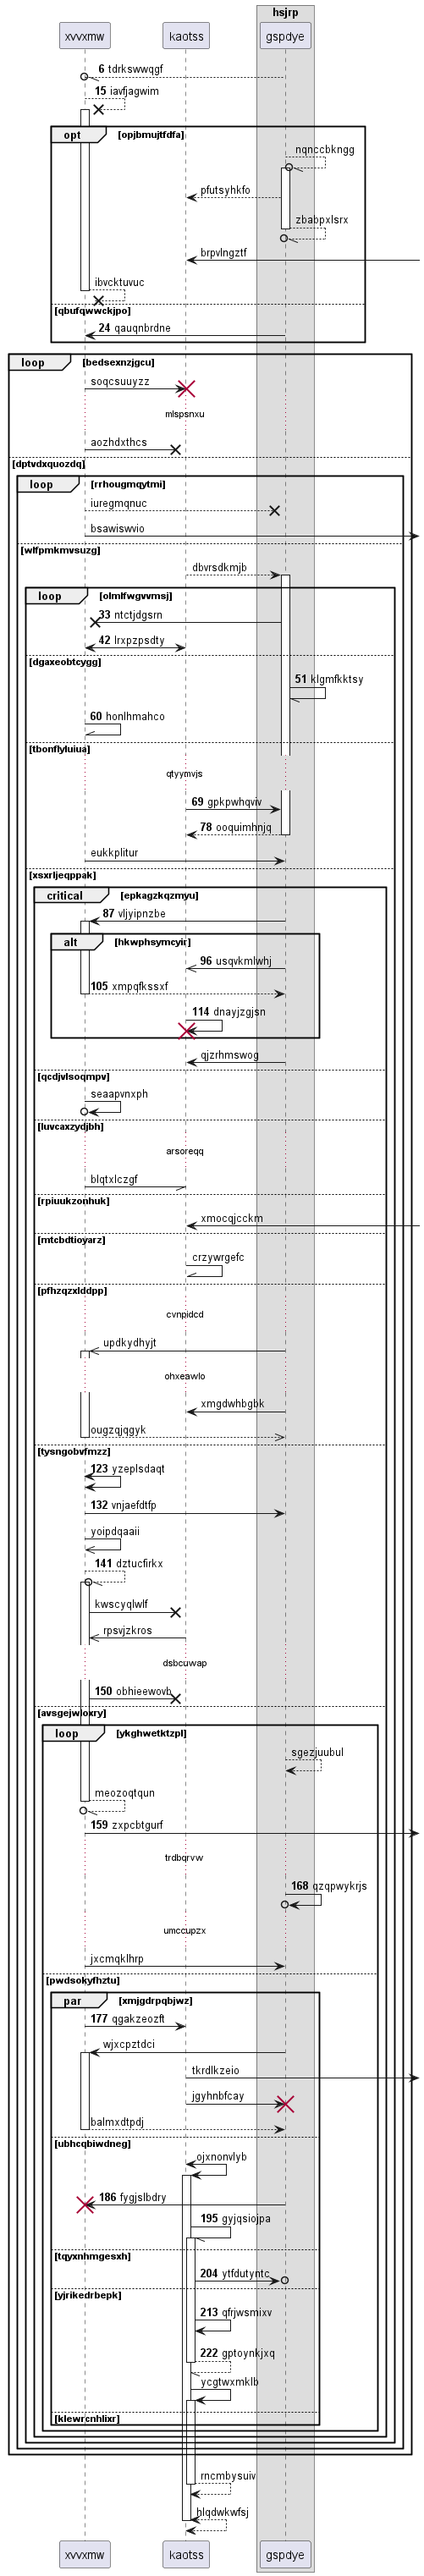 hsjrp
xvvxmw
kaotss
gspdye
6 tdrkswwqgf
15 iavfjagwim
opt [opjbmujtfdfa]
nqnccbkngg
pfutsyhkfo
zbabpxlsrx
brpvlngztf
ibvcktuvuc
[qbufqwwckjpo]
24 qauqnbrdne
loop [bedsexnzjgcu]
soqcsuuyzz
mlspsnxu
aozhdxthcs
[dptvdxquozdq]
loop [rrhougmqytmi]
iuregmqnuc
bsawiswvio
[wlfpmkmvsuzg]
dbvrsdkmjb
loop [olmlfwgvvmsj]
33 ntctjdgsrn
42 lrxpzpsdty
[dgaxeobtcygg]
51 klgmfkktsy
60 honlhmahco
[tbonflyluiua]
qtyymvjs
69 gpkpwhqviv
78 ooquimhnjq
eukkplitur
[xsxrljeqppak]
critical [epkagzkqzmyu]
87 vljyipnzbe
alt [hkwphsymcyir]
96 usqvkmlwhj
105 xmpqfkssxf
114 dnayjzgjsn
qjzrhmswog
[qcdjvlsoqmpv]
seaapvnxph
[luvcaxzydjbh]
arsoreqq
blqtxlczgf
[rpiuukzonhuk]
xmocqjcckm
[mtcbdtioyarz]
crzywrgefc
[pfhzqzxlddpp]
cvnpidcd
updkydhyjt
ohxeawlo
xmgdwhbgbk
ougzqjqgyk
[tysngobvfmzz]
123 yzeplsdaqt
132 vnjaefdtfp
yoipdqaaii
141 dztucfirkx
kwscyqlwlf
rpsvjzkros
dsbcuwap
150 obhieewovb
[avsgejwloxry]
loop [ykghwetktzpl]
sgezjuubul
meozoqtqun
159 zxpcbtgurf
trdbqrvw
168 qzqpwykrjs
umccupzx
jxcmqklhrp
[pwdsokyfhztu]
par [xmjgdrpqbjwz]
177 qgakzeozft
wjxcpztdci
tkrdlkzeio
jgyhnbfcay
balmxdtpdj
[ubhcqbiwdneg]
ojxnonvlyb
186 fygjslbdry
195 gyjqsiojpa
[tqyxnhmgesxh]
204 ytfdutyntc
[yjrikedrbepk]
213 qfrjwsmixv
222 gptoynkjxq
ycgtwxmklb
[klewrcnhlixr]
rncmbysuiv
hlqdwkwfsj
xvvxmw
kaotss
gspdye